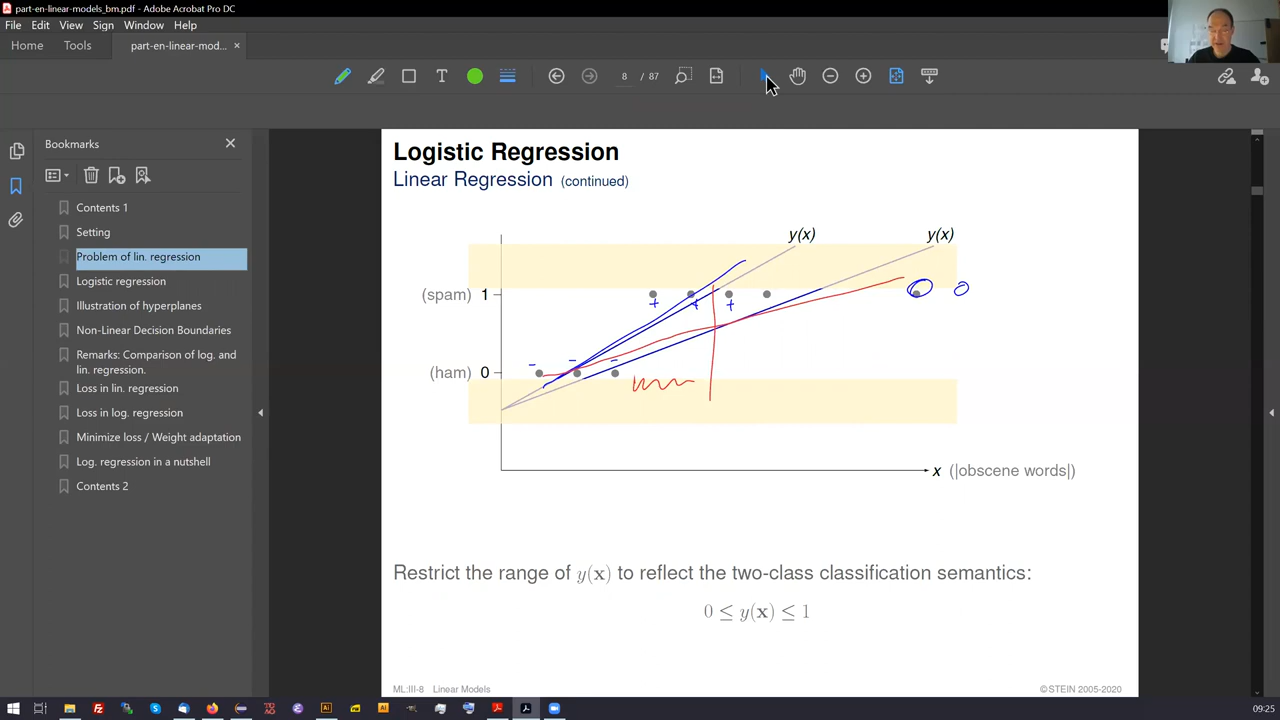 part-en-linear-models_bm.pdf - Adobe Acrobat Pro DC
File Edit View Sign Window Help
Home Tools part-en-linear-mod... ×
8 / 87
Bookmarks
Contents 1
Setting
Problem of lin. regression
Logistic regression
Illustration of hyperplanes
Non-Linear Decision Boundaries
Remarks: Comparison of log. and
lin. regression.
Loss in lin. regression
Loss in log. regression
Minimize loss / Weight adaptation
Log. regression in a nutshell
Contents 2
Logistic Regression
Linear Regression (continued)
y(x) y(x)
(spam) 1
+ + +
- - -
(ham) 0
x (|obscene words|)
Restrict the range of y(x) to reflect the two-class classification semantics:
0 ≤ y(x) ≤ 1
ML:III-8 Linear Models ©STEIN 2005-2020
09:25